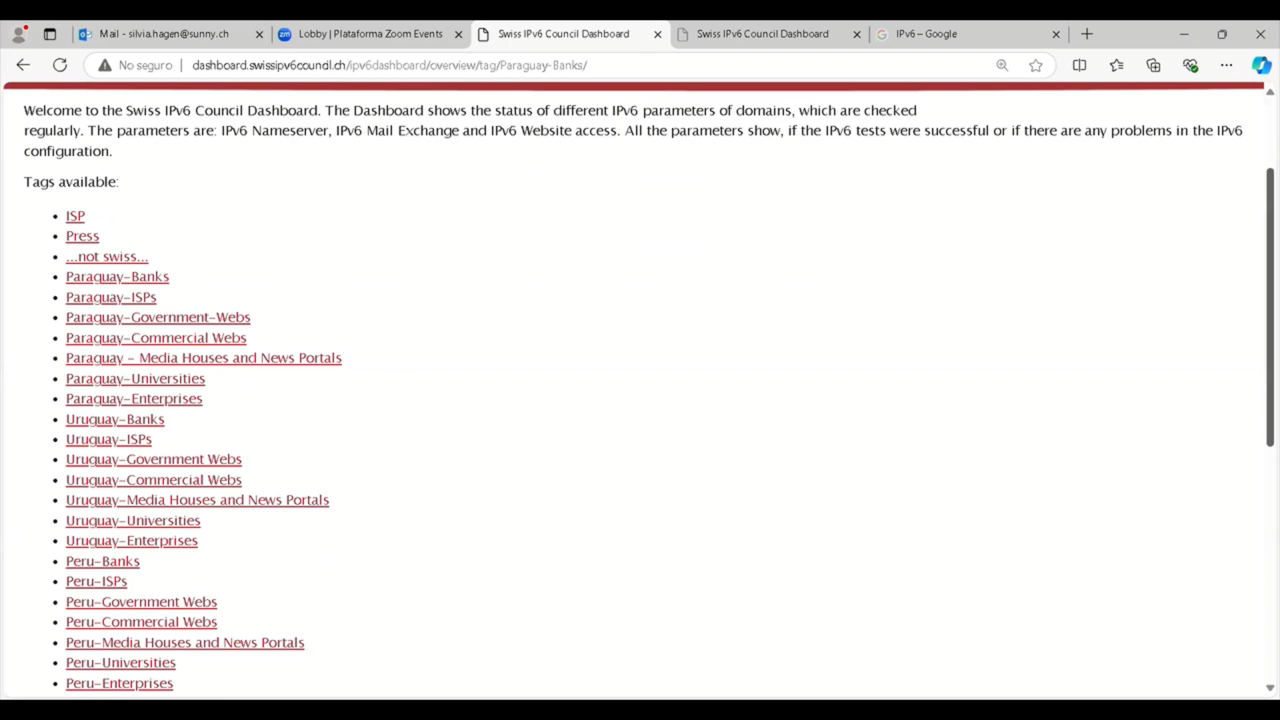 Mail - silvia.hagen@sunny.ch
Lobby | Plataforma Zoom Events
Swiss IPv6 Council Dashboard
Swiss IPv6 Council Dashboard
IPv6 – Google
No seguro
dashboard.swissipv6council.ch/ipv6dashboard/overview/tag/Paraguay-Banks/
Welcome to the Swiss IPv6 Council Dashboard. The Dashboard shows the status of different IPv6 parameters of domains, which are checked
regularly. The parameters are: IPv6 Nameserver, IPv6 Mail Exchange and IPv6 Website access. All the parameters show, if the IPv6 tests were successful or if there are any problems in the IPv6
configuration.
Tags available:
• ISP
• Press
• ...not swiss...
• Paraquay-Banks
• Paraguay-ISPs
• Paraguay-Government-Webs
• Paraguay-Commercial Webs
• Paraguay – Media Houses and News Portals
• Paraguay-Universities
• Paraguay-Enterprises
• Uruguay-Banks
• Uruguay-ISPs
• Uruguay-Government Webs
• Uruguay-Commercial Webs
• Uruguay-Media Houses and News Portals
• Uruguay-Universities
• Uruguay-Enterprises
• Peru-Banks
• Peru-ISPs
• Peru-Government Webs
• Peru-Commercial Webs
• Peru-Media Houses and News Portals
• Peru-Universities
• Peru-Enterprises